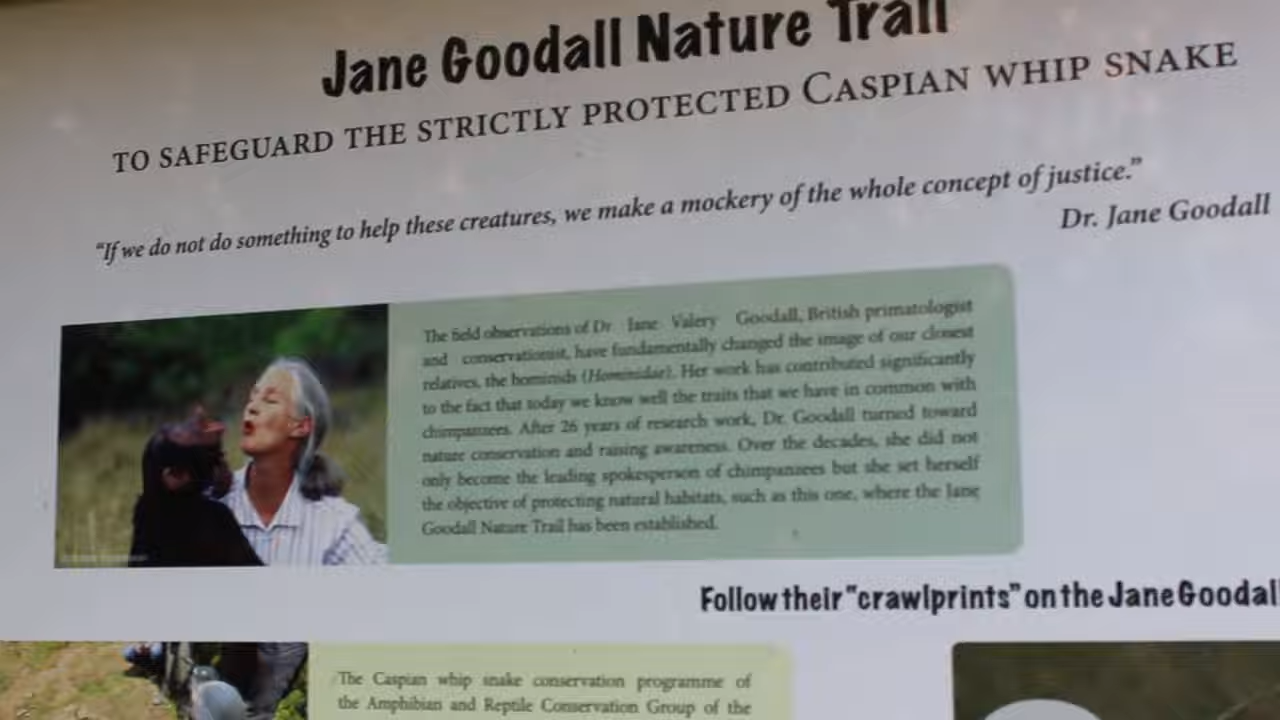 Jane Goodall Nature Trail
TO SAFEGUARD THE STRICTLY PROTECTED CASPIAN WHIP SNAKE
“If we do not do something to help these creatures, we make a mockery of the whole concept of justice.”
Dr. Jane Goodall
The field observations of Dr Jane Valery Goodall, British primatologist
and conservationist, have fundamentally changed the image of our closest
relatives, the hominids (Hominidae). Her work has contributed significantly
to the fact that today we know well the traits that we have in common with
chimpanzees. After 26 years of research work, Dr. Goodall turned toward
nature conservation and raising awareness. Over the decades, she did not
only become the leading spokesperson of chimpanzees but she set herself
the objective of protecting natural habitats, such as this one, where the Jane
Goodall Nature Trail has been established.
Follow their "crawlprints" on the Jane Goodall
The Caspian whip snake conservation programme of
the Amphibian and Reptile Conservation Group of the